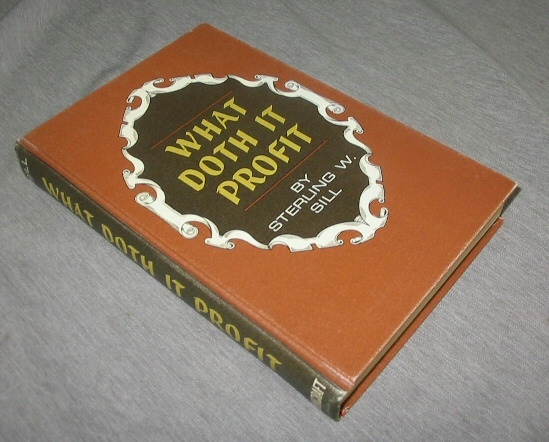 WHAT
DOTH IT
PROFIT
BY
STERLING W.
SILL
WHAT DOTH IT PROFIT